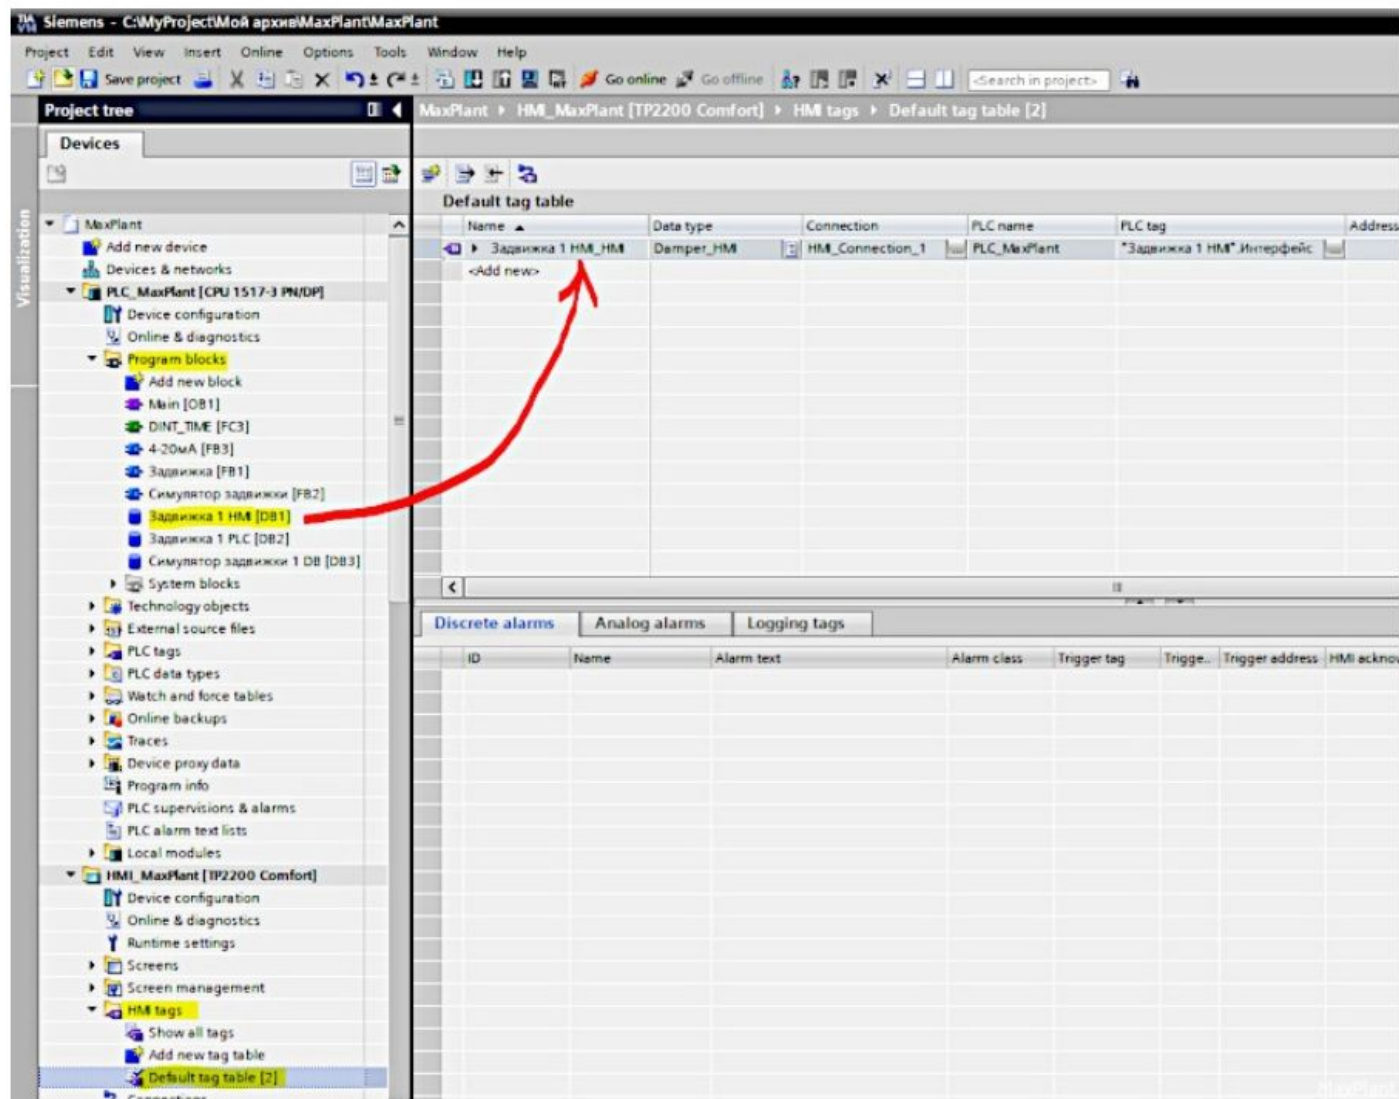 Siemens - C:\MyProject\Мой архив\MaxPlant\MaxPlant
Project Edit View Insert Online Options Tools Window Help
Save project Go online Go offline <Search in project>
Project tree
MaxPlant HMI_MaxPlant [TP2200 Comfort] HMI tags Default tag table [2]
Devices
Visualization
Default tag table
Name Data type Connection PLC name PLC tag Address
Задвижка 1 HMI_HMI Damper_HMI HMI_Connection_1 PLC_MaxPlant "Задвижка 1 HMI".Интерфейс
<Add new>
MaxPlant
Add new device
Devices & networks
PLC_MaxPlant [CPU 1517-3 PN/DP]
Device configuration
Online & diagnostics
Program blocks
Add new block
Main [OB1]
DINT_TIME [FC3]
4-20мА [FB3]
Задвижка [FB1]
Симулятор задвижки [FB2]
Задвижка 1 HMI [DB1]
Задвижка 1 PLC [DB2]
Симулятор задвижки 1 DB [DB3]
System blocks
Technology objects
External source files
PLC tags
PLC data types
Watch and force tables
Online backups
Traces
Device proxy data
Program info
PLC supervisions & alarms
PLC alarm text lists
Local modules
HMI_MaxPlant [TP2200 Comfort]
Device configuration
Online & diagnostics
Runtime settings
Screens
Screen management
HMI tags
Show all tags
Add new tag table
Default tag table [2]
Connections
Discrete alarms Analog alarms Logging tags
ID Name Alarm text Alarm class Trigger tag Trigge.. Trigger address HMI acknow
MaxPlant